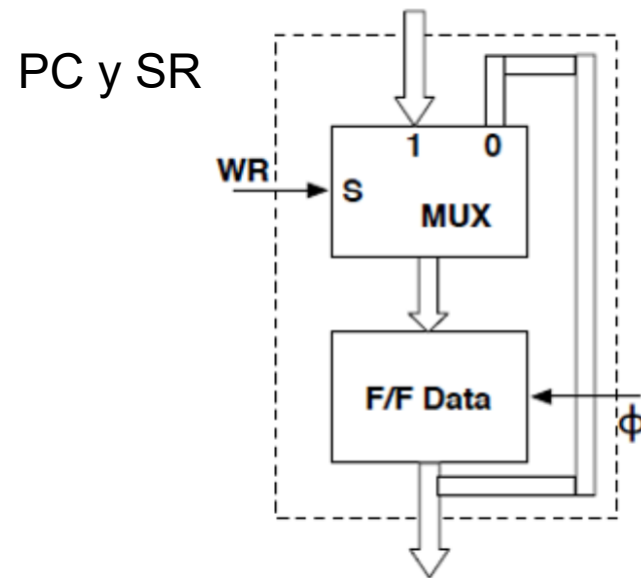 PC y SR
1 0
WR
S
MUX
F/F Data
ϕ